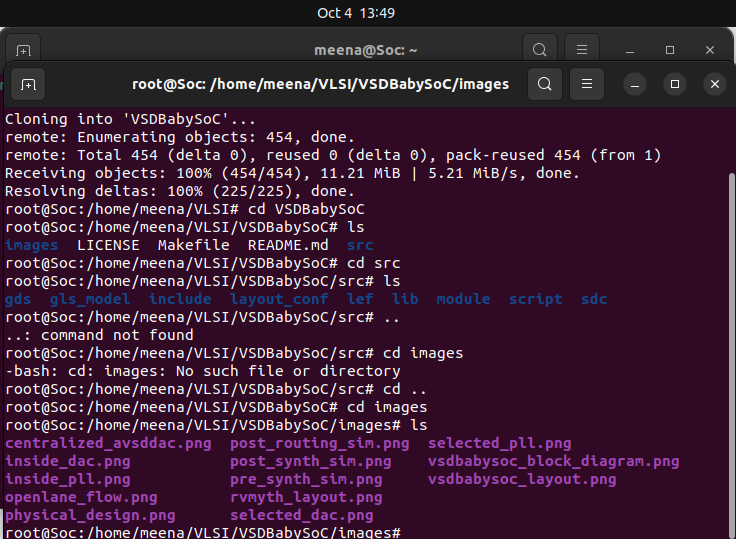 Oct 4 13:49
meena@Soc: ~
root@Soc: /home/meena/VLSI/VSDBabySoC/images
Cloning into 'VSDBabySoC'...
remote: Enumerating objects: 454, done.
remote: Total 454 (delta 0), reused 0 (delta 0), pack-reused 454 (from 1)
Receiving objects: 100% (454/454), 11.21 MiB | 5.21 MiB/s, done.
Resolving deltas: 100% (225/225), done.
root@Soc:/home/meena/VLSI# cd VSDBabySoC
root@Soc:/home/meena/VLSI/VSDBabySoC# ls
images  LICENSE  Makefile  README.md  src
root@Soc:/home/meena/VLSI/VSDBabySoC# cd src
root@Soc:/home/meena/VLSI/VSDBabySoC/src# ls
gds  gls_model  include  layout_conf  lef  lib  module  script  sdc
root@Soc:/home/meena/VLSI/VSDBabySoC/src# ..
..: command not found
root@Soc:/home/meena/VLSI/VSDBabySoC/src# cd images
-bash: cd: images: No such file or directory
root@Soc:/home/meena/VLSI/VSDBabySoC/src# cd ..
root@Soc:/home/meena/VLSI/VSDBabySoC# cd images
root@Soc:/home/meena/VLSI/VSDBabySoC/images# ls
centralized_avsddac.png  post_routing_sim.png  selected_pll.png
inside_dac.png           post_synth_sim.png    vsdbabysoc_block_diagram.png
inside_pll.png           pre_synth_sim.png     vsdbabysoc_layout.png
openlane_flow.png        rvmyth_layout.png
physical_design.png      selected_dac.png
root@Soc:/home/meena/VLSI/VSDBabySoC/images#